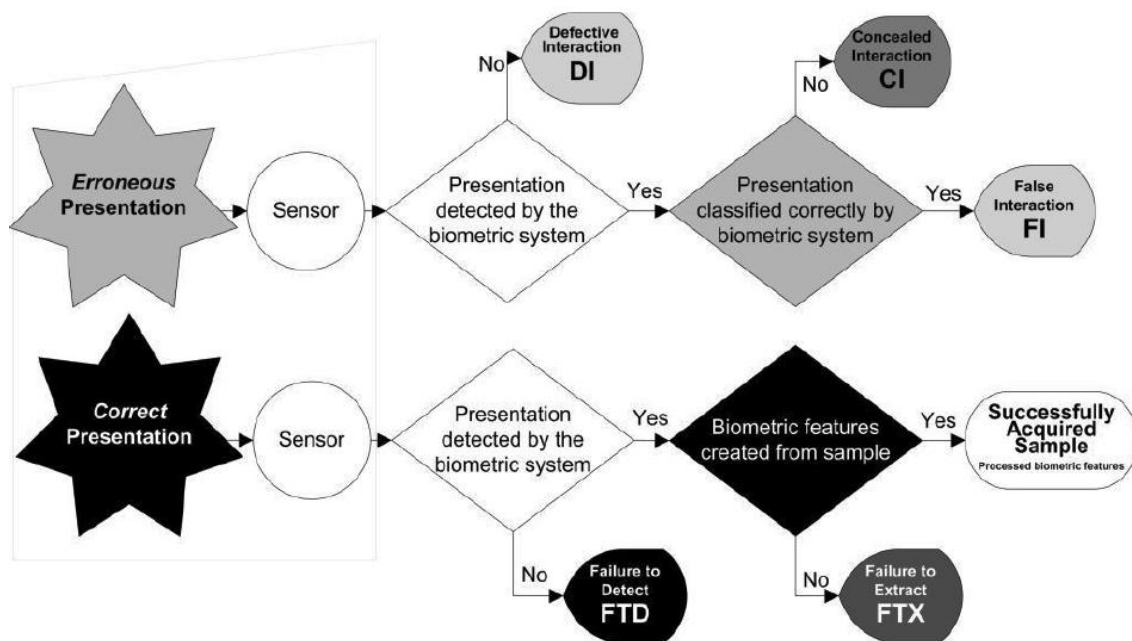 Defective
Interaction
DI
No
Concealed
Interaction
CI
No
Erroneous
Presentation
Sensor
Presentation
detected by the
biometric system
Yes
Presentation
classified correctly by
biometric system
Yes
False
Interaction
FI
Correct
Presentation
Sensor
Presentation
detected by the
biometric system
Yes
Biometric features
created from sample
Yes
Successfully
Acquired
Sample
Processed biometric features
No
Failure to
Detect
FTD
No
Failure to
Extract
FTX